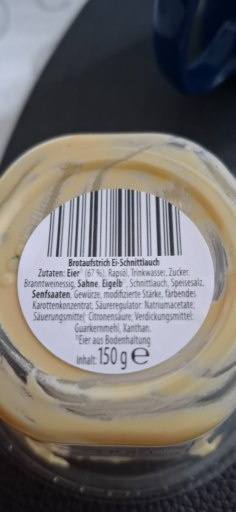 Brotaufstrich Ei-Schnittlauch
Zutaten: Eier¹ (67 %), Rapsöl, Trinkwasser, Zucker,
Branntweinessig, Sahne, Eigelb¹, Schnittlauch, Speisesalz,
Senfsaaten, Gewürze, modifizierte Stärke, färbendes
Karottenkonzentrat, Säureregulator: Natriumacetate;
Säuerungsmittel: Citronensäure; Verdickungsmittel:
Guarkernmehl, Xanthan.
¹Eier aus Bodenhaltung
Inhalt: 150 g ℮